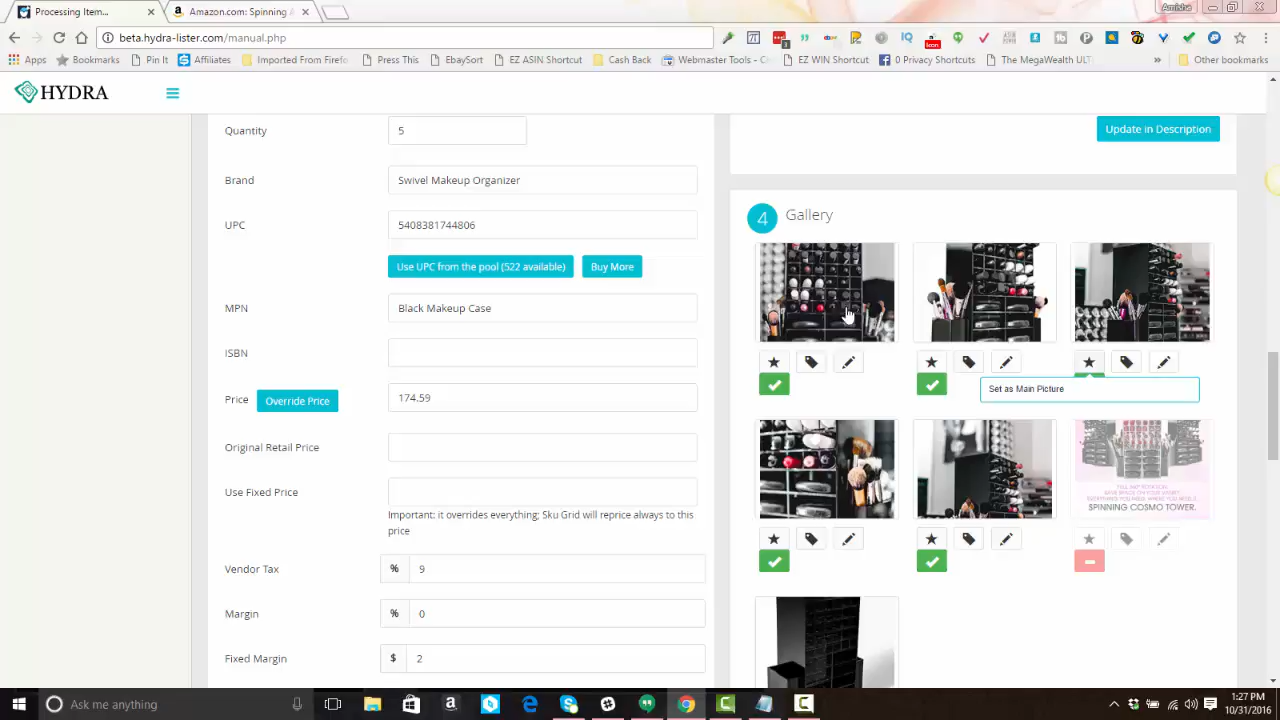 Processing Item...
Amazon.com: Spinning A
Amishe
beta.hydra-lister.com/manual.php
Apps
Bookmarks
Pin It
Affiliates
Imported From Firefo
Press This
EbaySoft
EZ ASIN Shortcut
Cash Back
Webmaster Tools - C
EZ WIN Shortcut
0 Privacy Shortcuts
The MegaWealth ULTI
»
Other bookmarks
HYDRA
Quantity
5
Update in Description
Brand
Swivel Makeup Organizer
4 Gallery
UPC
5408381744806
Use UPC from the pool (522 available)
Buy More
MPN
Black Makeup Case
ISBN
Set as Main Picture
Price
Override Price
174.59
Original Retail Price
Use Fixed Price
SPINNING COSMO TOWER.
Important - Override everything; Sku Grid will reprice always to this
price
Vendor Tax
% 9
Margin
% 0
Fixed Margin
$ 2
Ask me anything
1:27 PM
10/31/2016